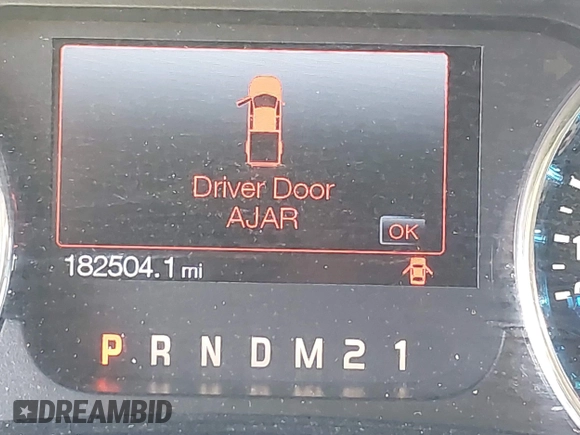 Driver Door
AJAR
OK
182504.1 mi
P R N D M 2 1
DREAMBID